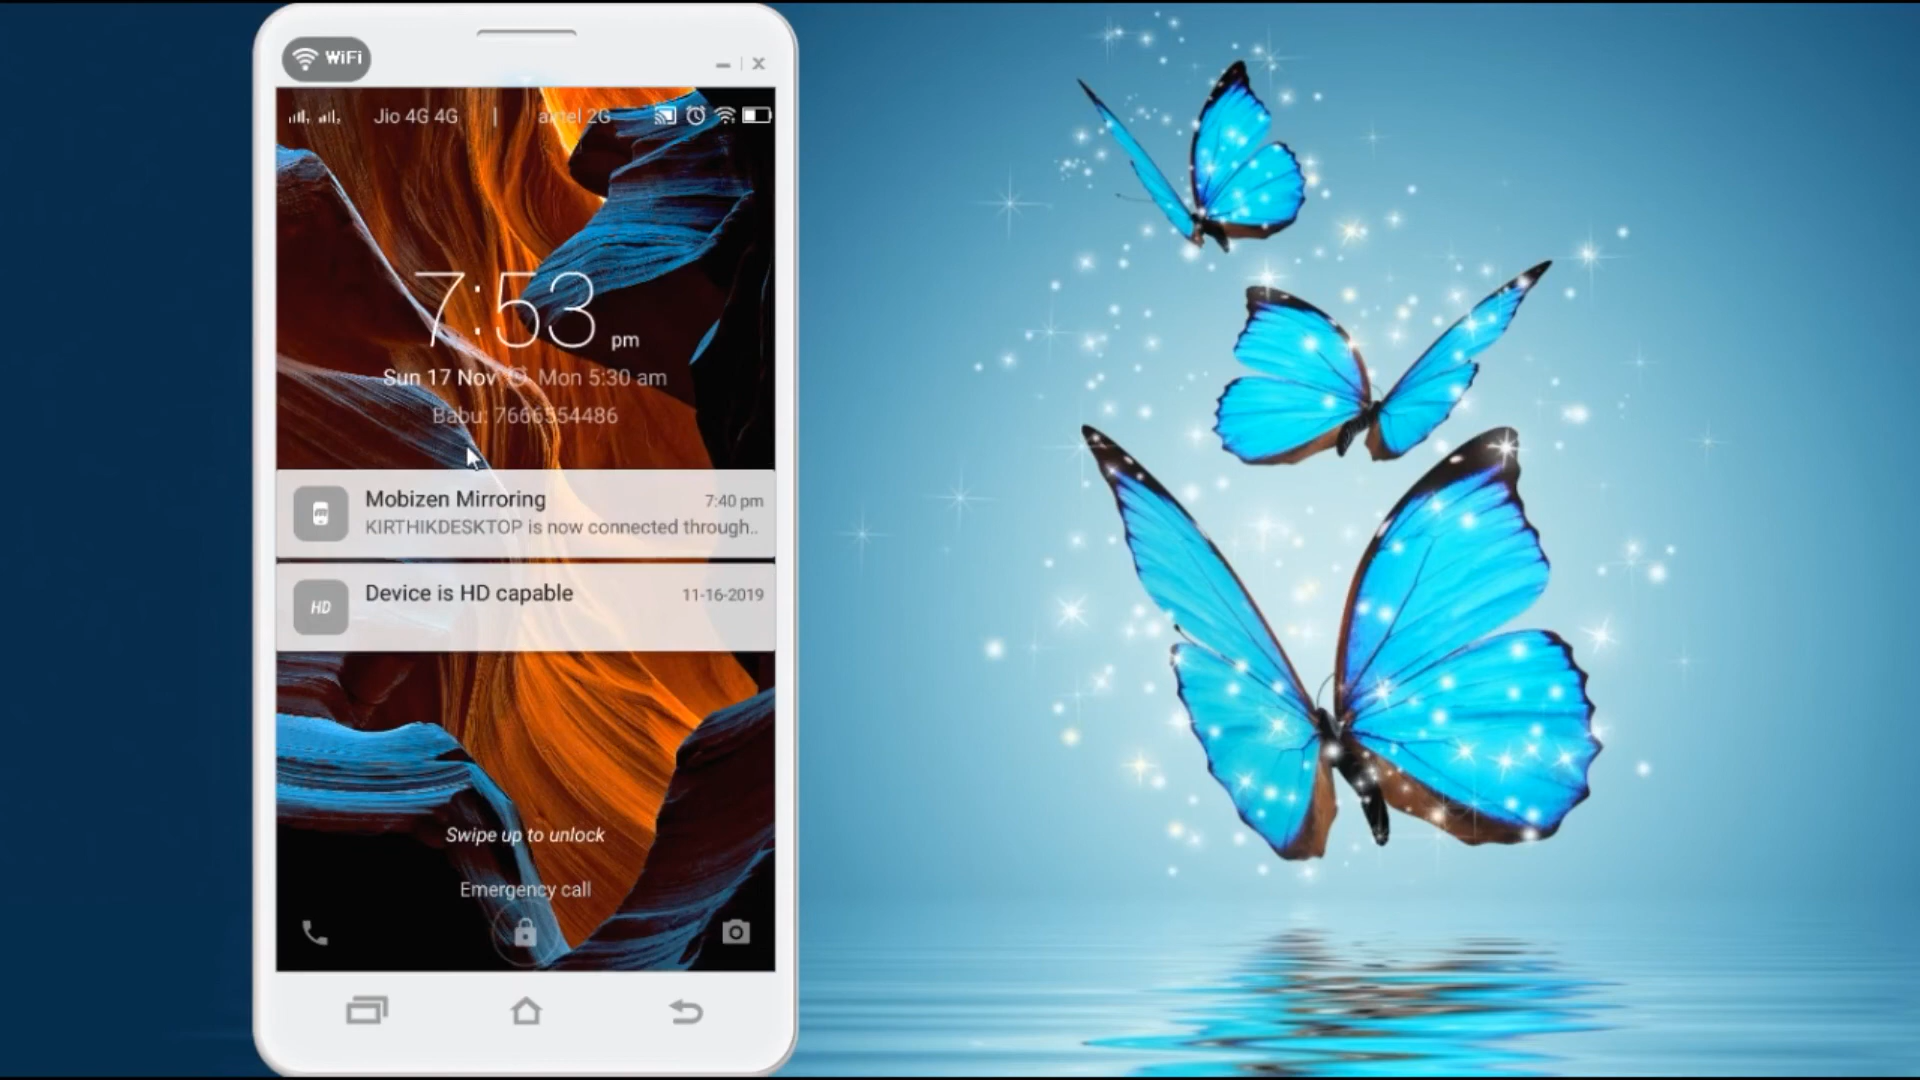 WiFi
Jio 4G 4G | airtel 2G
7:53 pm
Sun 17 Nov Mon 5:30 am
Babu: 7666554486
Mobizen Mirroring 7:40 pm
KIRTHIKDESKTOP is now connected through..
HD Device is HD capable 11-16-2019
Swipe up to unlock
Emergency call